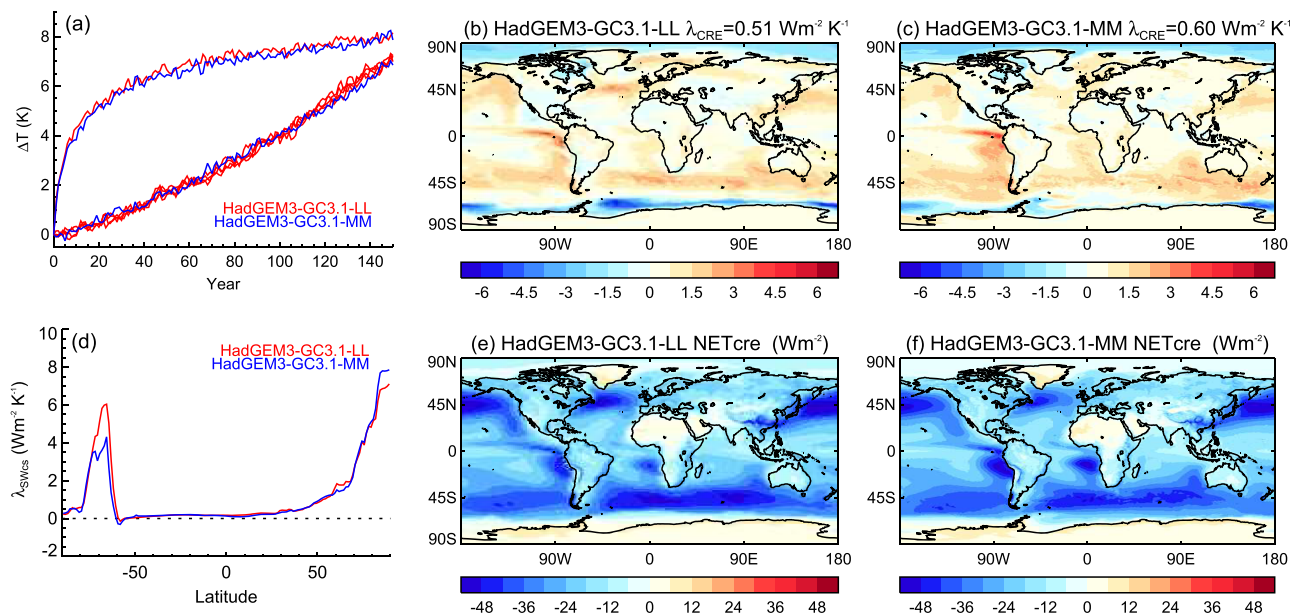 (a)
ΔT (K)
8
6
4
2
0
0 20 40 60 80 100 120 140
Year
HadGEM3-GC3.1-LL
HadGEM3-GC3.1-MM
(b) HadGEM3-GC3.1-LL λCRE=0.51 Wm-2 K-1
90N
45N
0
45S
90S
90W 0 90E 180
-6 -4.5 -3 -1.5 0 1.5 3 4.5 6
(c) HadGEM3-GC3.1-MM λCRE=0.60 Wm-2 K-1
90N
45N
0
45S
90S
90W 0 90E 180
-6 -4.5 -3 -1.5 0 1.5 3 4.5 6
(d)
λSWcs (Wm-2 K-1)
10
8
6
4
2
0
-2
-50 0 50
Latitude
HadGEM3-GC3.1-LL
HadGEM3-GC3.1-MM
(e) HadGEM3-GC3.1-LL NETcre (Wm-2)
90N
45N
0
45S
90S
90W 0 90E 180
-48 -36 -24 -12 0 12 24 36 48
(f) HadGEM3-GC3.1-MM NETcre (Wm-2)
90N
45N
0
45S
90S
90W 0 90E 180
-48 -36 -24 -12 0 12 24 36 48